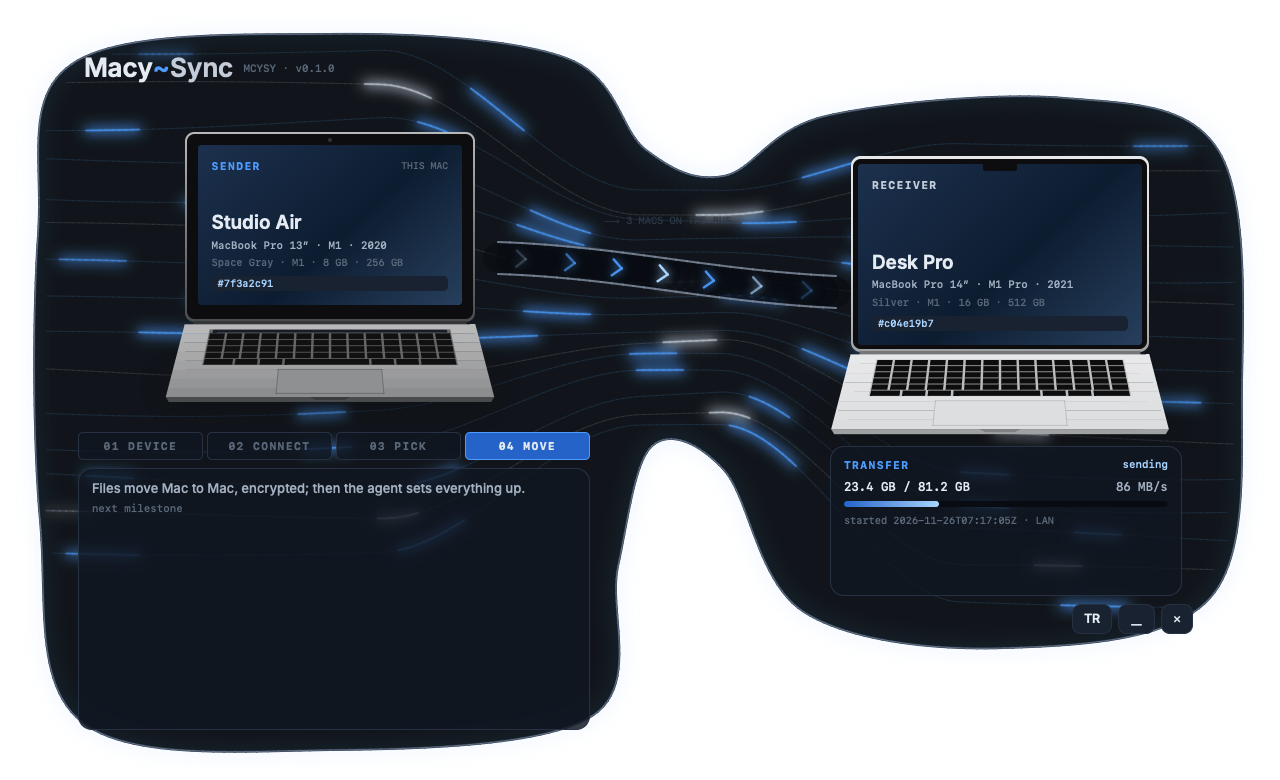 Macy~Sync MCYSY · v0.1.0
SENDER THIS MAC
Studio Air
MacBook Pro 13″ · M1 · 2020
Space Gray · M1 · 8 GB · 256 GB
#7f3a2c91
⟶ 3 MACS ON
RECEIVER
Desk Pro
MacBook Pro 14″ · M1 Pro · 2021
Silver · M1 · 16 GB · 512 GB
#c04e19b7
01 DEVICE 02 CONNECT 03 PICK 04 MOVE
Files move Mac to Mac, encrypted; then the agent sets everything up.
next milestone
TRANSFER sending
23.4 GB / 81.2 GB 86 MB/s
started 2026-11-26T07:17:05Z · LAN
TR _ ×